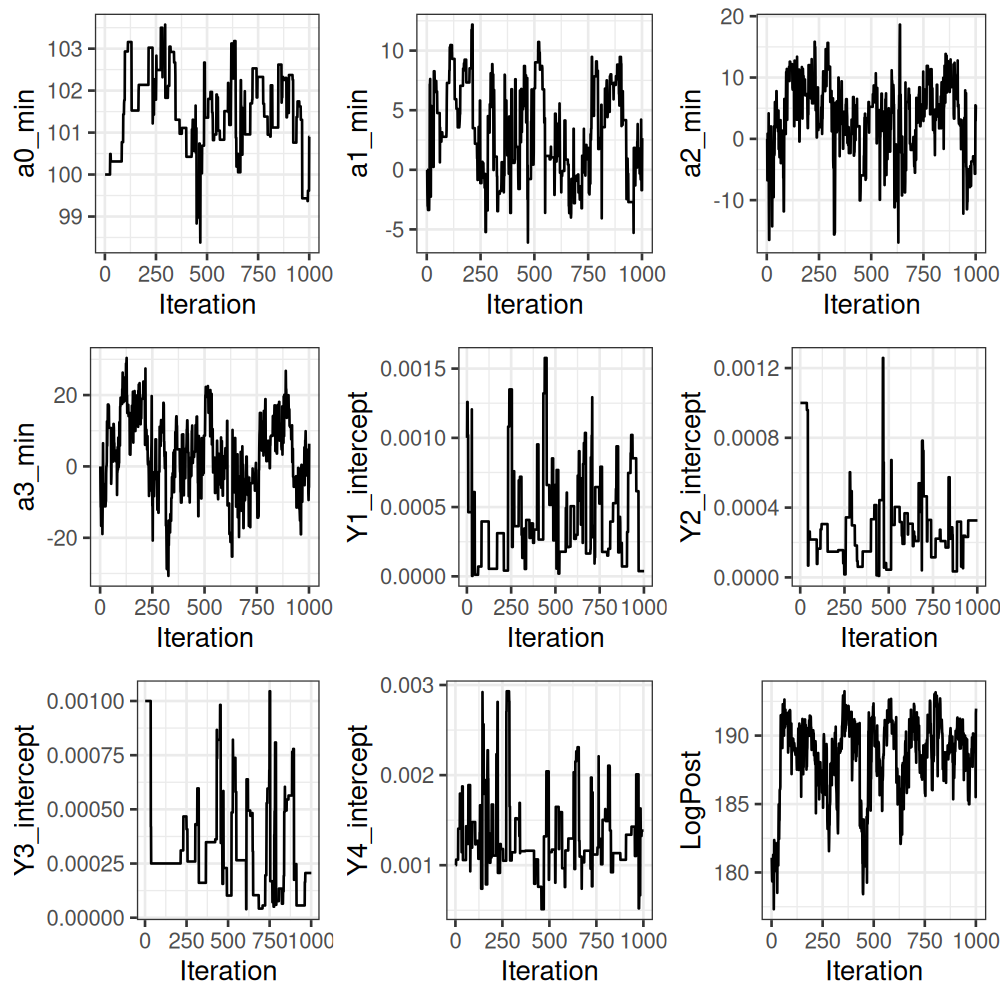 103
102
101
100
99
a0_min
0 250 500 750 1000
Iteration
10
5
0
-5
a1_min
0 250 500 750 1000
Iteration
20
10
0
-10
a2_min
0 250 500 750 1000
Iteration
20
0
-20
a3_min
0 250 500 750 1000
Iteration
0.0015
0.0010
0.0005
0.0000
Y1_intercept
0 250 500 750 1000
Iteration
0.0012
0.0008
0.0004
0.0000
Y2_intercept
0 250 500 750 1000
Iteration
0.00100
0.00075
0.00050
0.00025
0.00000
Y3_intercept
0 250 500 750 1000
Iteration
0.003
0.002
0.001
Y4_intercept
0 250 500 750 1000
Iteration
190
185
180
LogPost
0 250 500 750 1000
Iteration